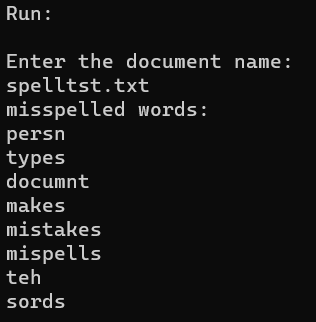 Run:
Enter the document name:
spelltst.txt
misspelled words:
persn
types
documnt
makes
mistakes
mispells
teh
sords